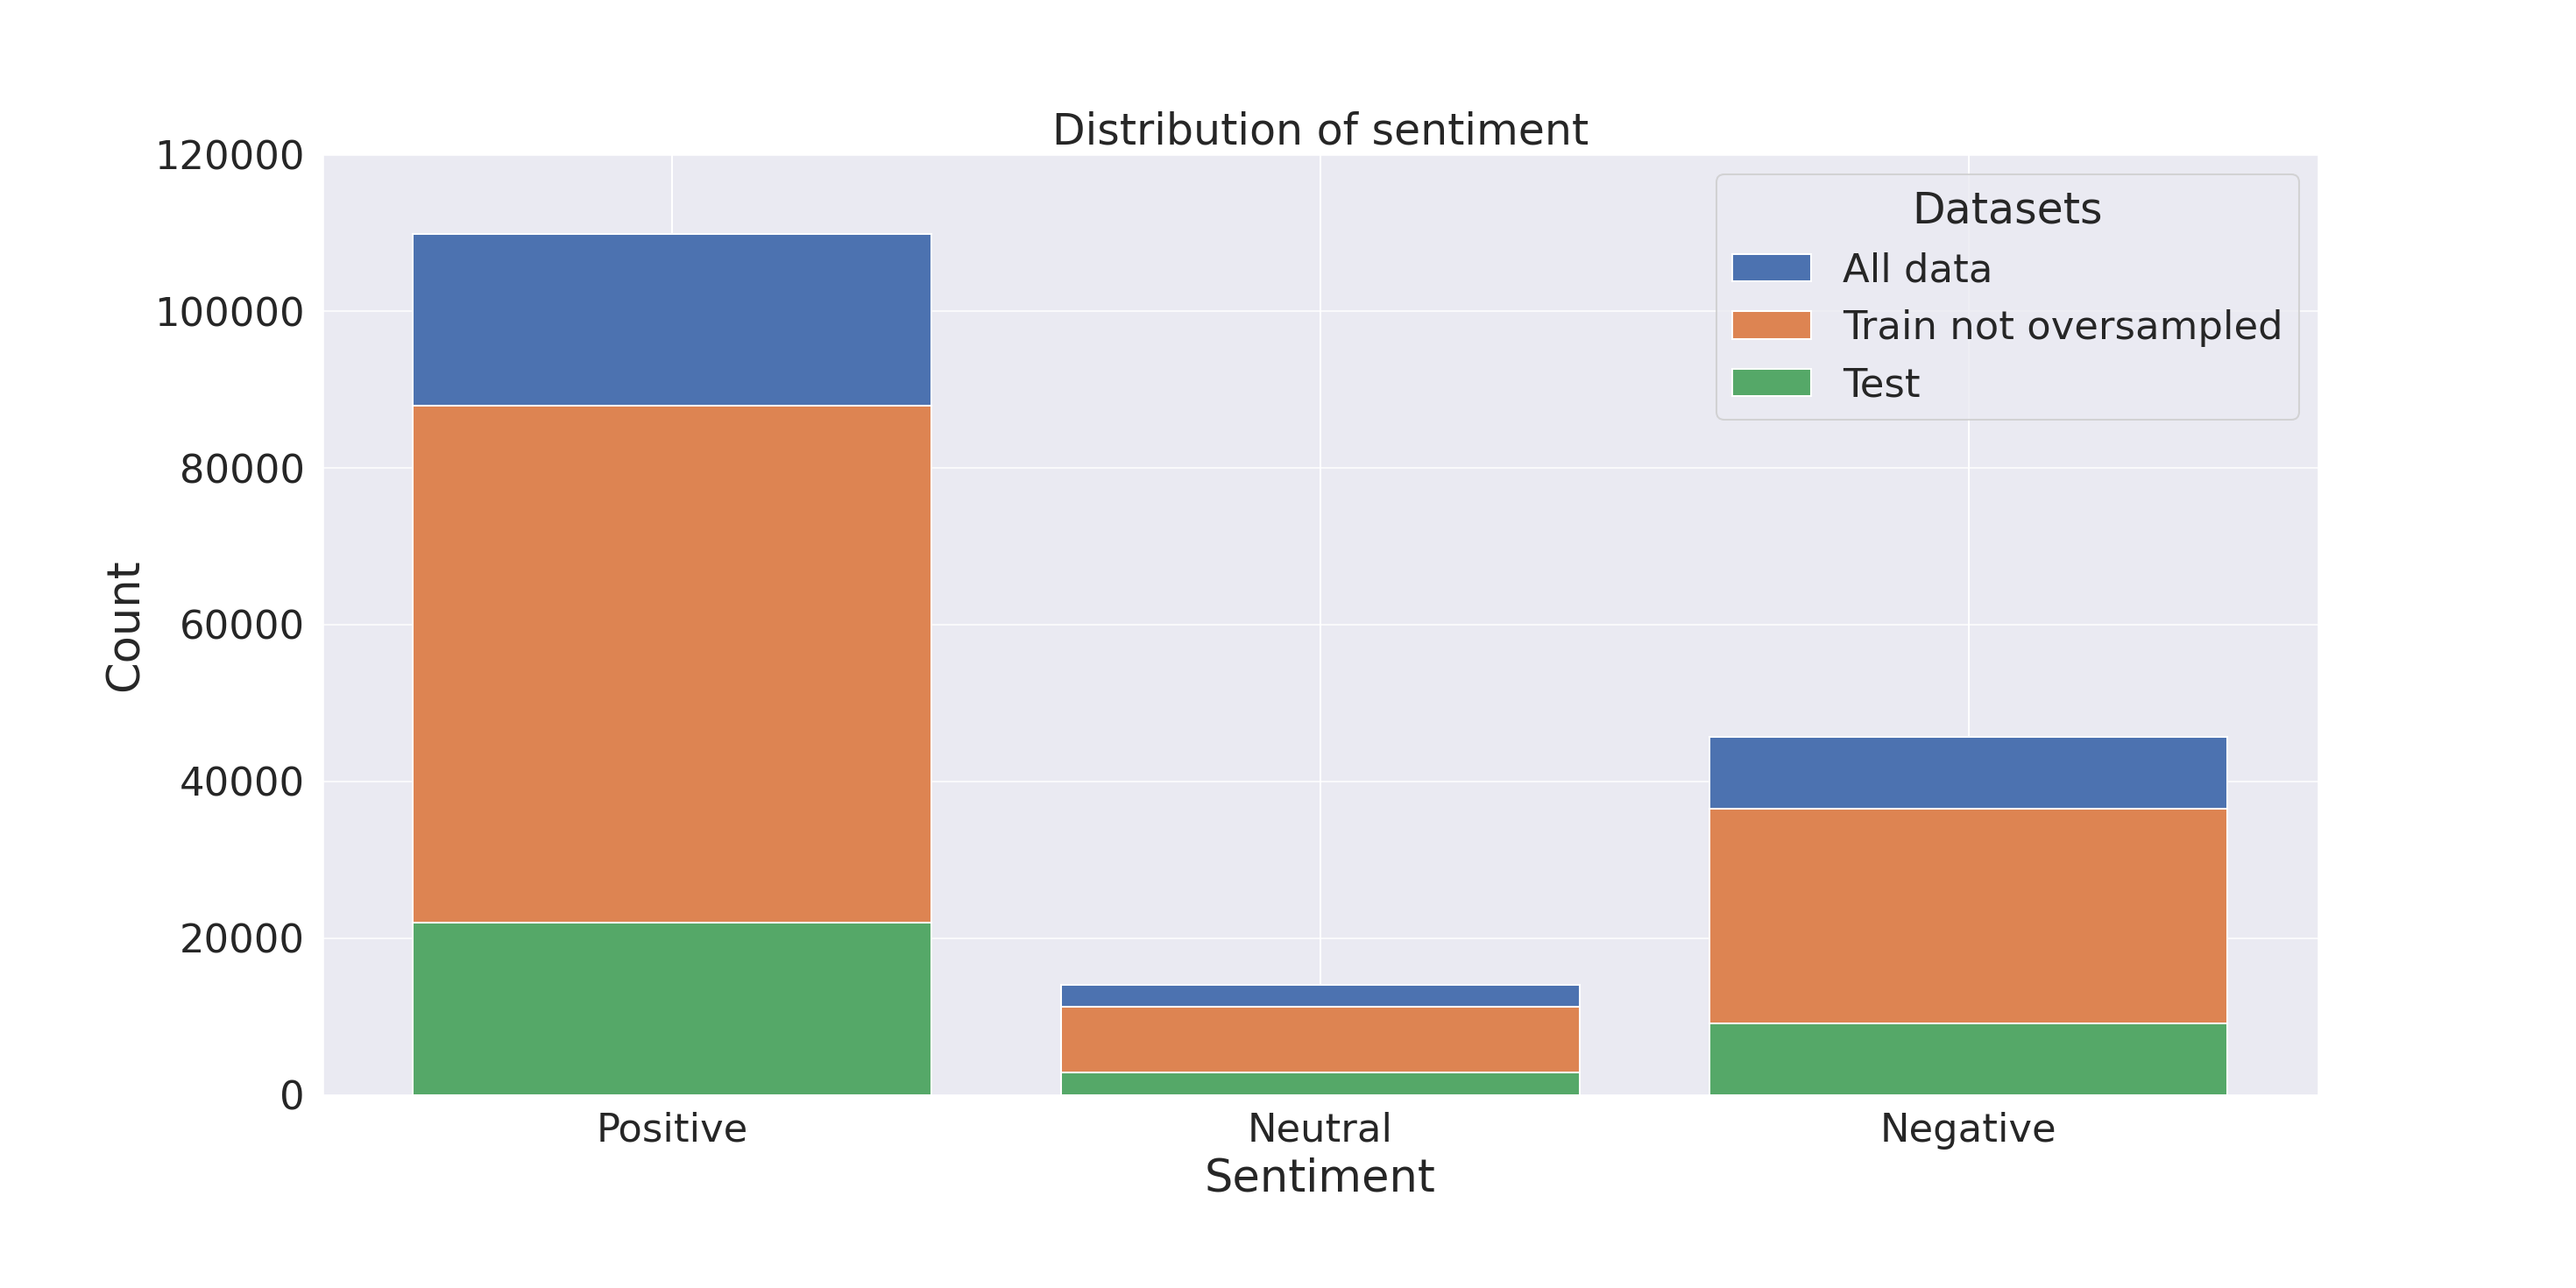 Distribution of sentiment
120000
100000
80000
60000
40000
20000
0
Count
Datasets
All data
Train not oversampled
Test
Positive
Neutral
Negative
Sentiment